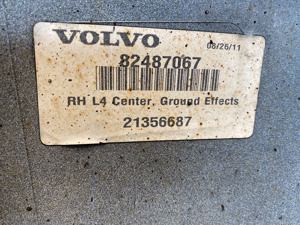 VOLVO 08/26/11
82487067
RH L4 Center, Ground Effects
21356687